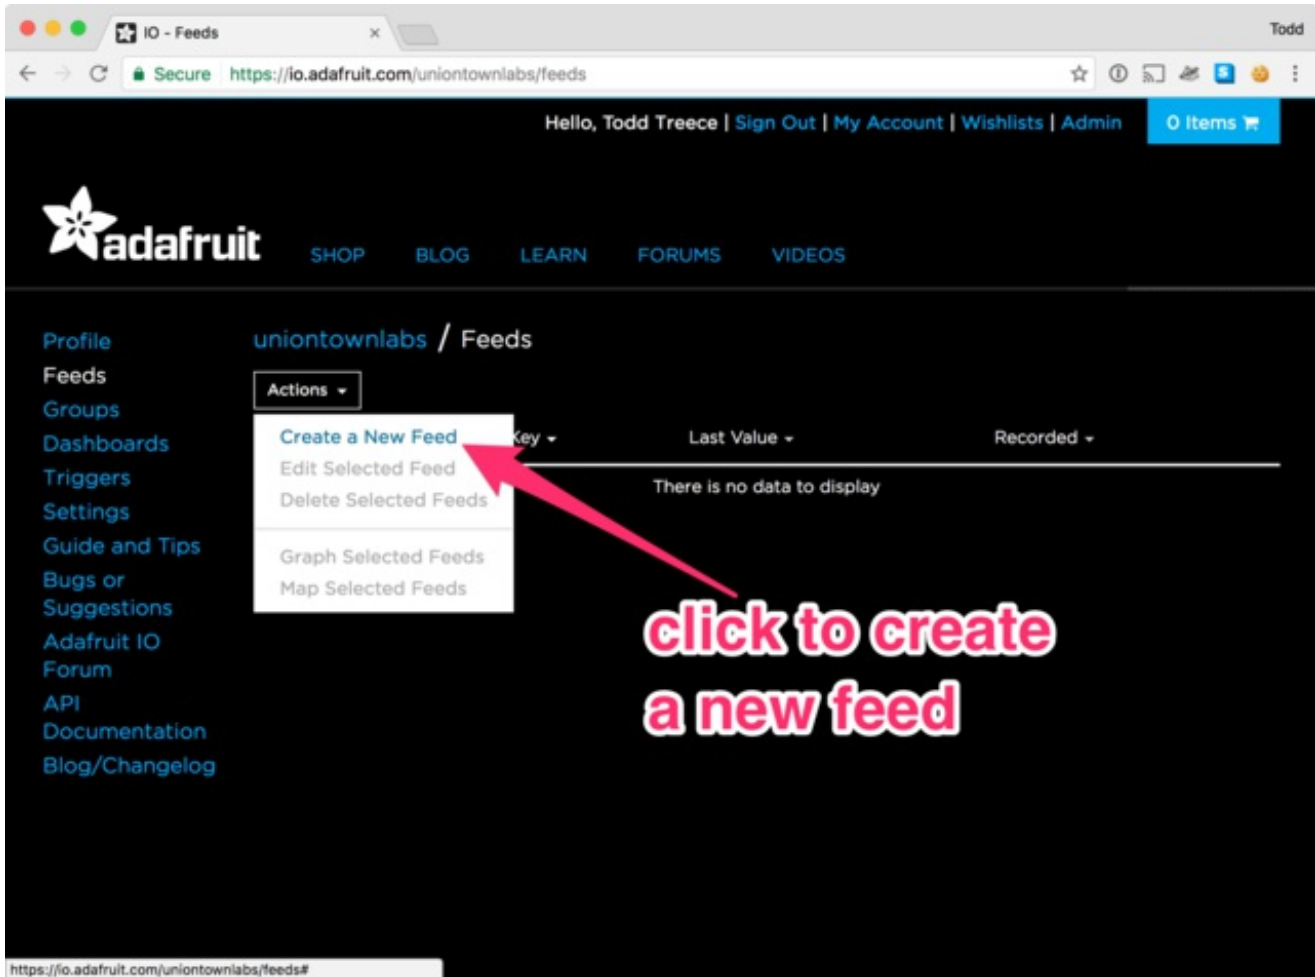 IO - Feeds
Todd
Secure https://io.adafruit.com/uniontownlabs/feeds
Hello, Todd Treece | Sign Out | My Account | Wishlists | Admin
0 Items
adafruit
SHOP BLOG LEARN FORUMS VIDEOS
Profile
Feeds
Groups
Dashboards
Triggers
Settings
Guide and Tips
Bugs or
Suggestions
Adafruit IO
Forum
API
Documentation
Blog/Changelog
uniontownlabs / Feeds
Actions
Create a New Feed
Edit Selected Feed
Delete Selected Feeds
Graph Selected Feeds
Map Selected Feeds
Key Last Value Recorded
There is no data to display
click to create
a new feed
https://io.adafruit.com/uniontownlabs/feeds#